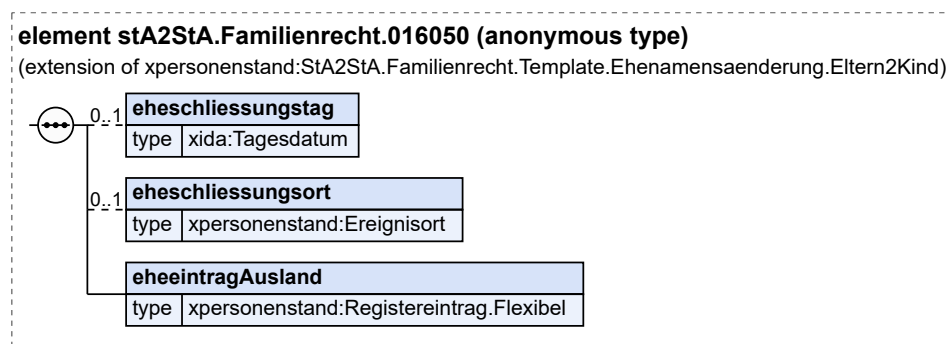 element stA2StA.Familienrecht.016050 (anonymous type)
(extension of xpersonenstand:StA2StA.Familienrecht.Template.Ehenamensaenderung.Eltern2Kind)
0..1 eheschliessungstag
type xida:Tagesdatum
0..1 eheschliessungsort
type xpersonenstand:Ereignisort
eheeintragAusland
type xpersonenstand:Registereintrag.Flexibel